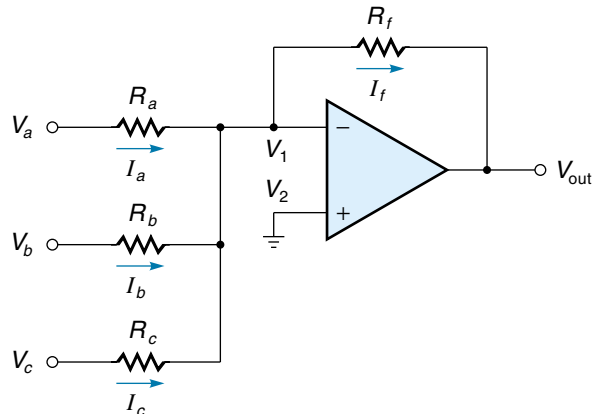 R_f
I_f
R_a
V_a
I_a
V_1
−
V_2
+
V_out
R_b
V_b
I_b
R_c
V_c
I_c